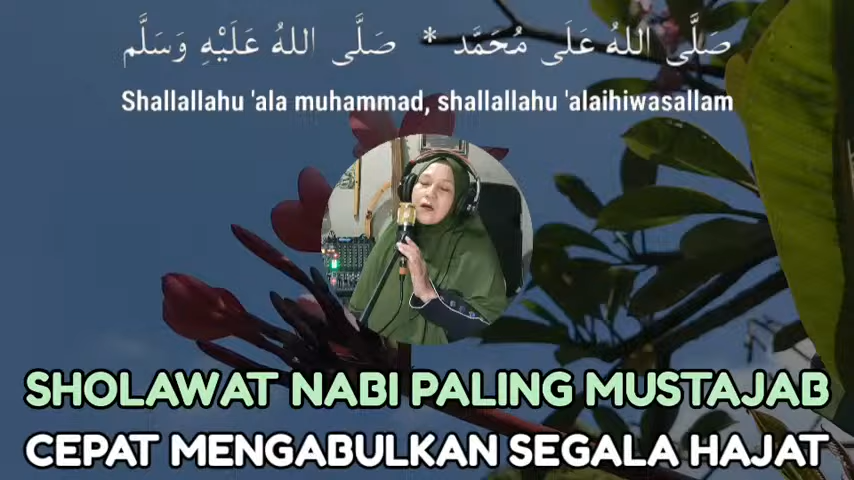 صَلَّى اللهُ عَلَى مُحَمَّد * صَلَّى اللهُ عَلَيْهِ وَسَلَّم
Shallallahu 'ala muhammad, shallallahu 'alaihiwasallam
SHOLAWAT NABI PALING MUSTAJAB
CEPAT MENGABULKAN SEGALA HAJAT